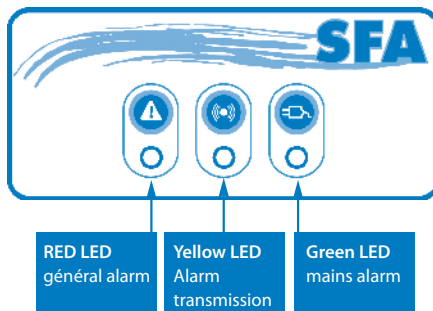 SFA
RED LED
général alarm
Yellow LED
Alarm
transmission
Green LED
mains alarm